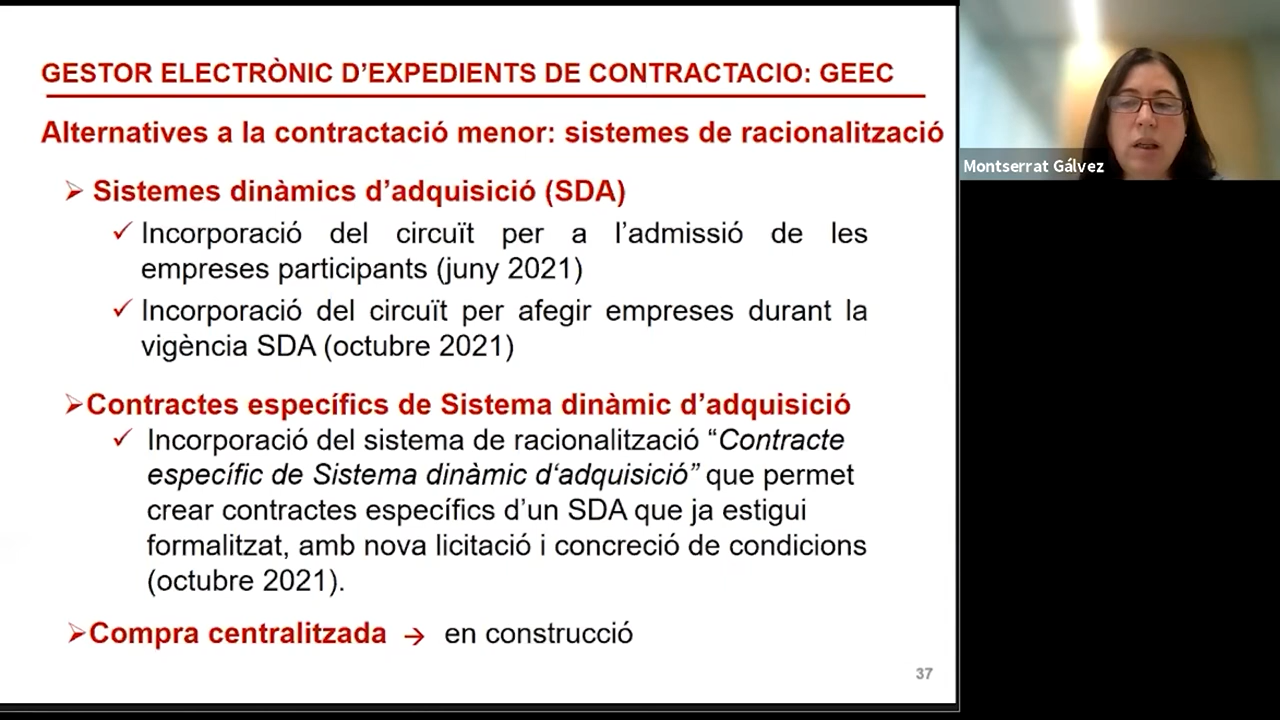 GESTOR ELECTRÒNIC D’EXPEDIENTS DE CONTRACTACIO: GEEC
Alternatives a la contractació menor: sistemes de racionalització
Sistemes dinàmics d’adquisició (SDA)
Incorporació del circuït per a l’admissió de les
empreses participants (juny 2021)
Incorporació del circuït per afegir empreses durant la
vigència SDA (octubre 2021)
Contractes específics de Sistema dinàmic d’adquisició
Incorporació del sistema de racionalització “Contracte
específic de Sistema dinàmic d‘adquisició” que permet
crear contractes específics d’un SDA que ja estigui
formalitzat, amb nova licitació i concreció de condicions
(octubre 2021).
Compra centralitzada → en construcció
37
Montserrat Gálvez